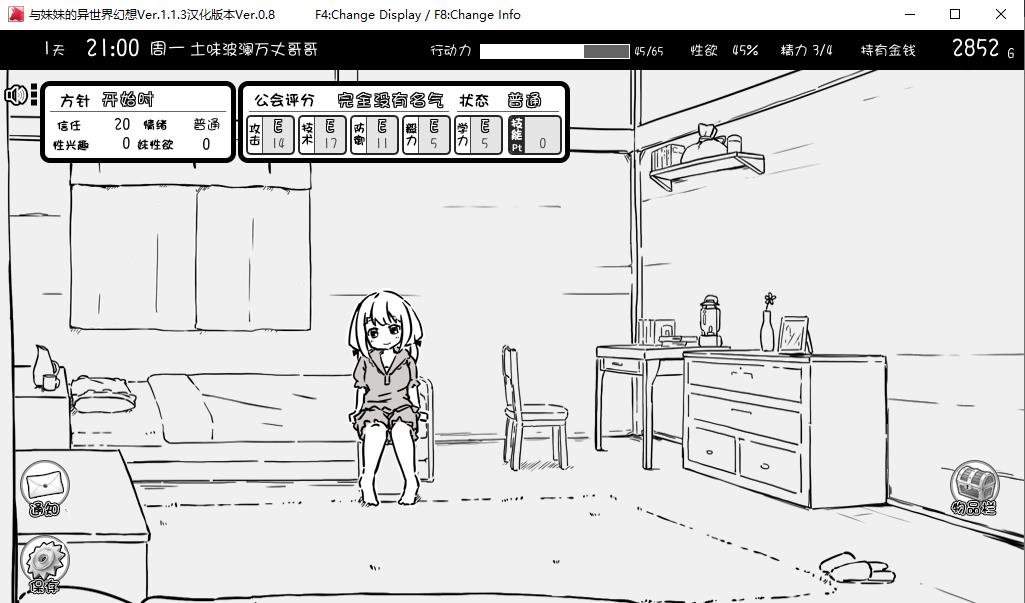 与妹妹的异世界幻想Ver.1.1.3汉化版本Ver.0.8 F4:Change Display / F8:Change Info
1天 21:00 周一 土味波澜万丈哥哥 行动力 45/65 性欲 45% 精力 3/4 持有金钱 2852 G
方针 开始时
信任 20 情绪 普通
性兴趣 0 妹性欲 0
公会评分 完全没有名气 状态 普通
攻击 E 14 技术 E 17 防御 E 11 毅力 E 5 学力 E 5 技能Pt 0
通知
保存
物品栏